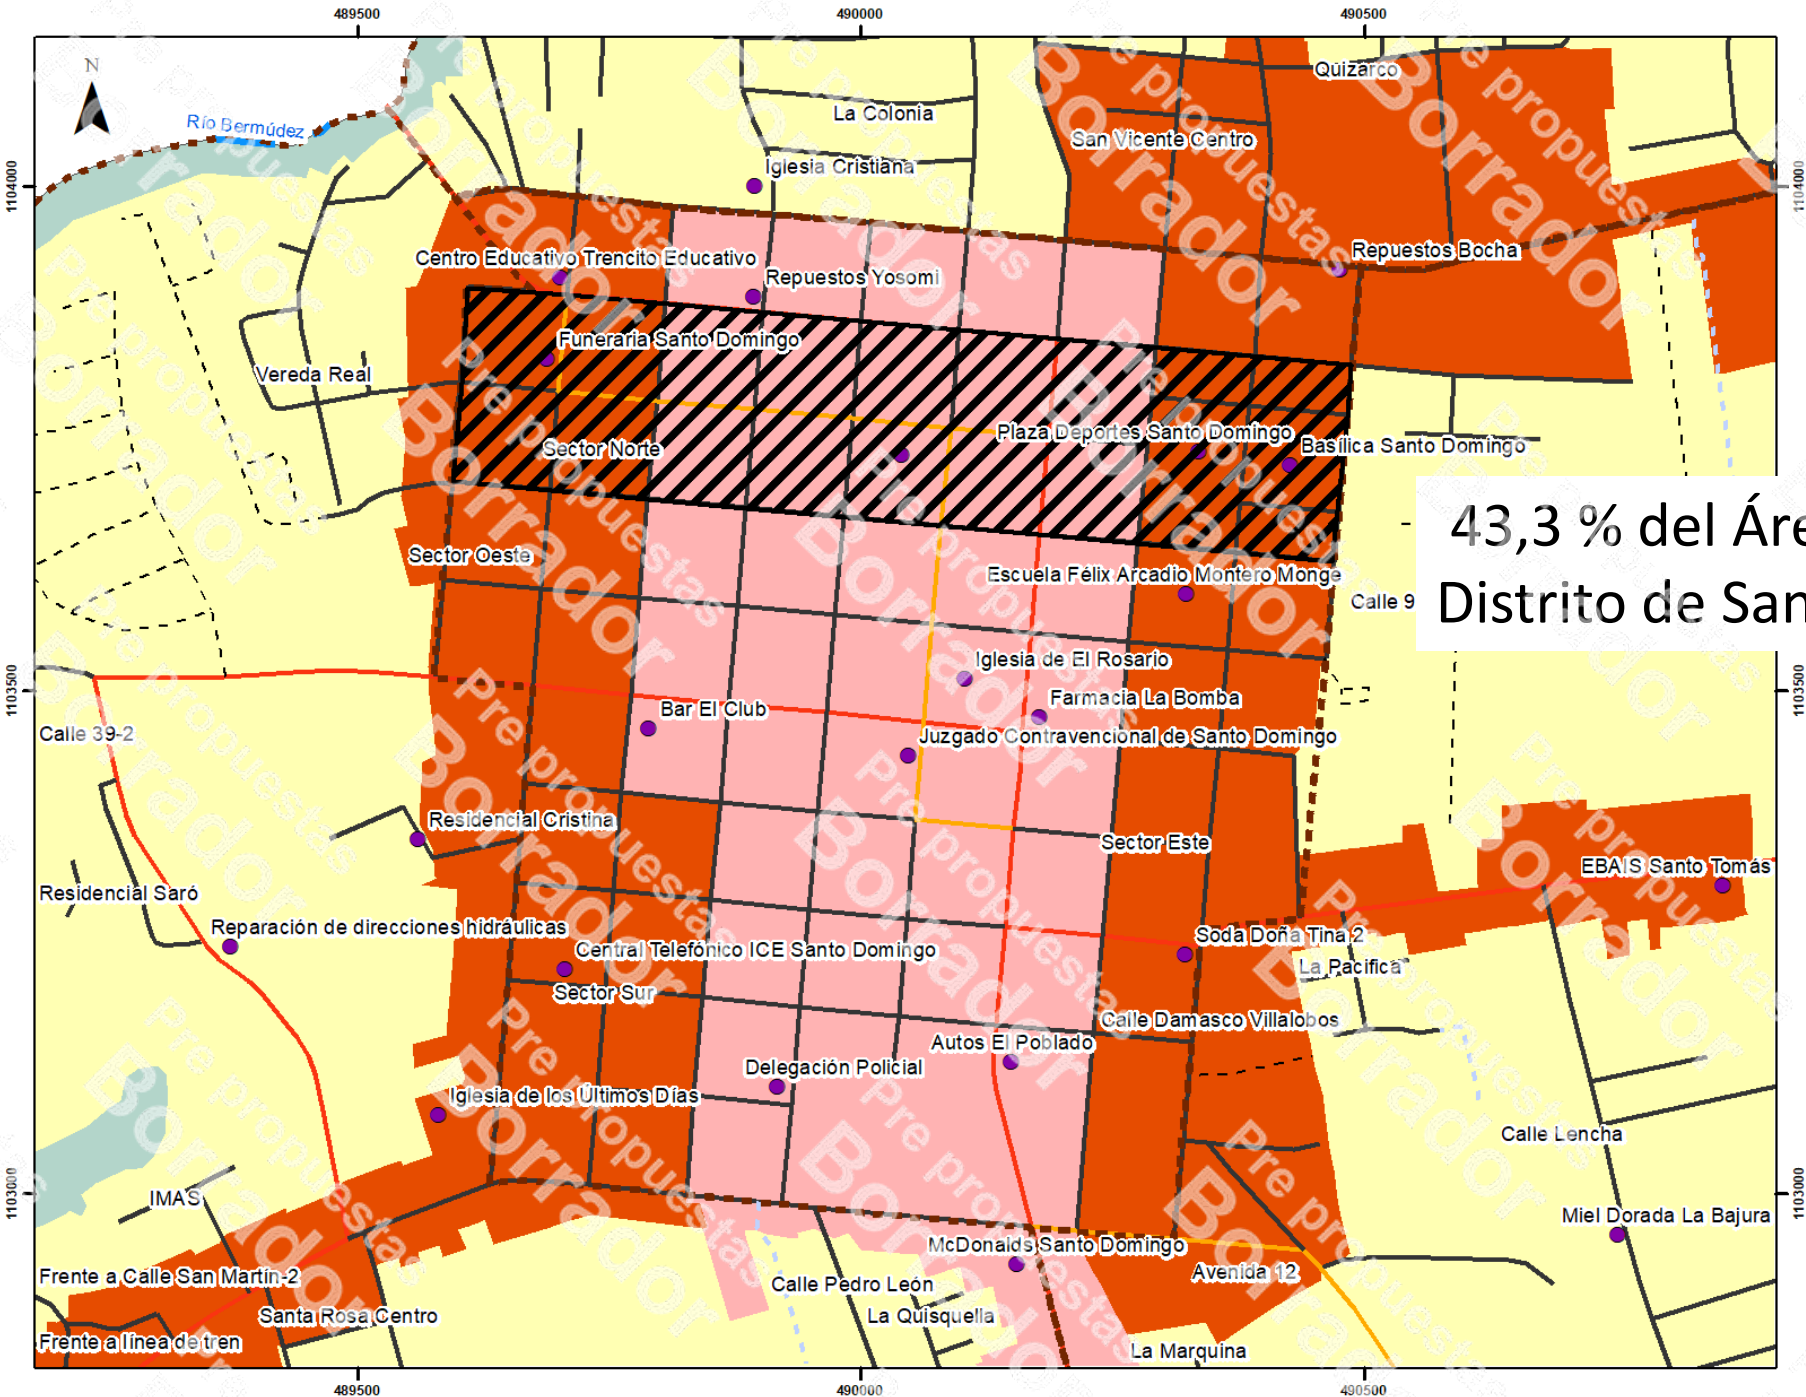 489500
490000
490500
N
Quizarco
Río Bermúdez
La Colonia
San Vicente Centro
Iglesia Cristiana
1104000
1104000
Centro Educativo Trencito Educativo
Repuestos Bocha
Repuestos Yosomi
Funeraria Santo Domingo
Vereda Real
Plaza Deportes Santo Domingo
Sector Norte
Basílica Santo Domingo
43,3 % del Áre
Sector Oeste
Escuela Félix Arcadio Montero Monge
Calle 9
Distrito de San
Iglesia de El Rosario
1103500
1103500
Farmacia La Bomba
Bar El Club
Calle 39-2
Juzgado Contravencional de Santo Domingo
Residencial Cristina
Sector Este
EBAIS Santo Tomás
Residencial Saró
Reparación de direcciones hidráulicas
Soda Doña Tina 2
Central Telefónico ICE Santo Domingo
La Pacifica
Sector Sur
Calle Damasco Villalobos
Autos El Poblado
Delegación Policial
Iglesia de los Últimos Días
Calle Lencha
1103000
1103000
IMAS
Miel Dorada La Bajura
McDonalds Santo Domingo
Avenida 12
Frente a Calle San Martín-2
Calle Pedro León
Santa Rosa Centro
La Quisquella
Frente a línea de tren
La Marquina
489500
490000
490500
Pre propuestas
Borrador